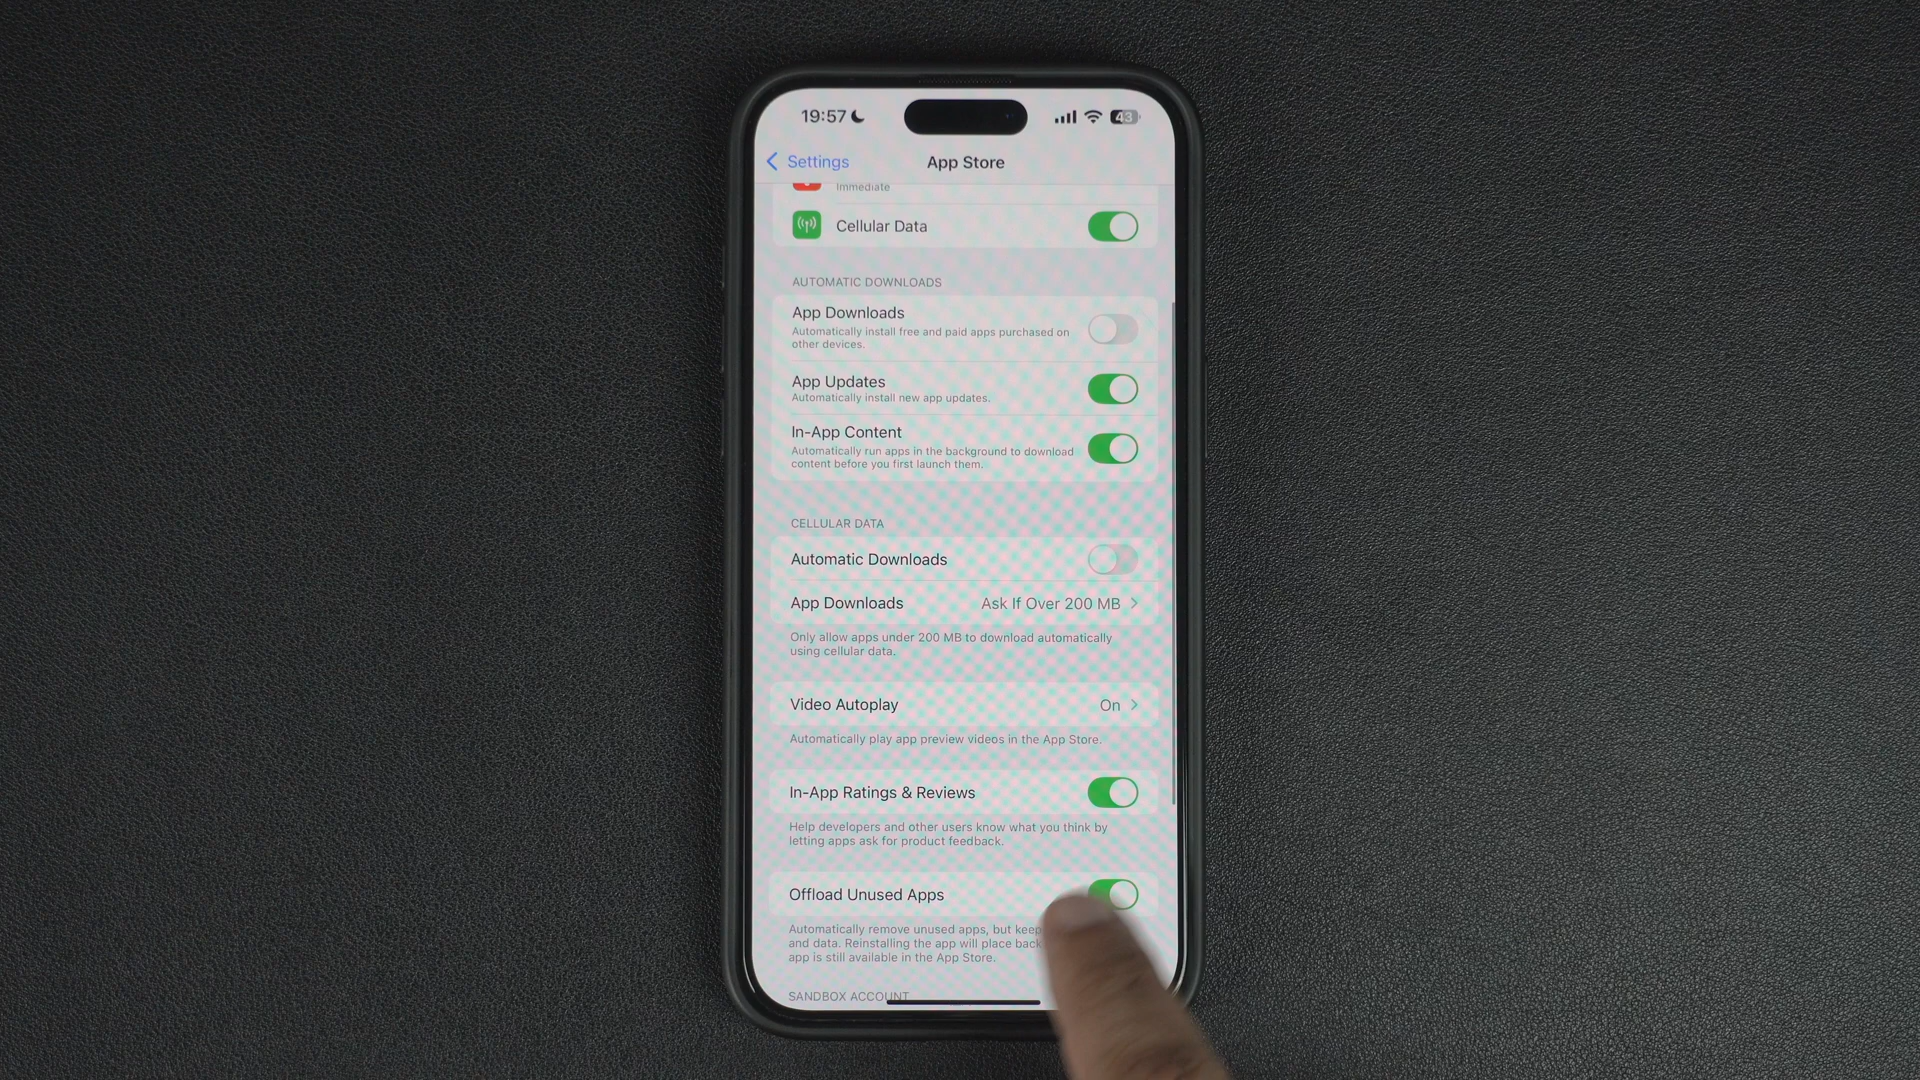 19:57
43
Settings
App Store
Immediate
Cellular Data
AUTOMATIC DOWNLOADS
App Downloads
Automatically install free and paid apps purchased on
other devices.
App Updates
Automatically install new app updates.
In-App Content
Automatically run apps in the background to download
content before you first launch them.
CELLULAR DATA
Automatic Downloads
App Downloads
Ask If Over 200 MB
Only allow apps under 200 MB to download automatically
using cellular data.
Video Autoplay
On
Automatically play app preview videos in the App Store.
In-App Ratings & Reviews
Help developers and other users know what you think by
letting apps ask for product feedback.
Offload Unused Apps
Automatically remove unused apps, but keep
and data. Reinstalling the app will place back
app is still available in the App Store.
SANDBOX ACCOUNT